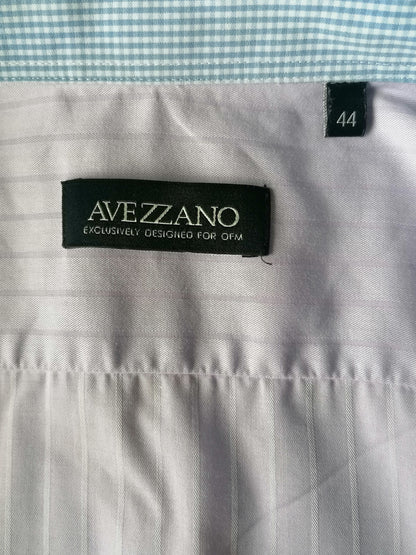 44
AVEZZANO
EXCLUSIVELY DESIGNED FOR OFM